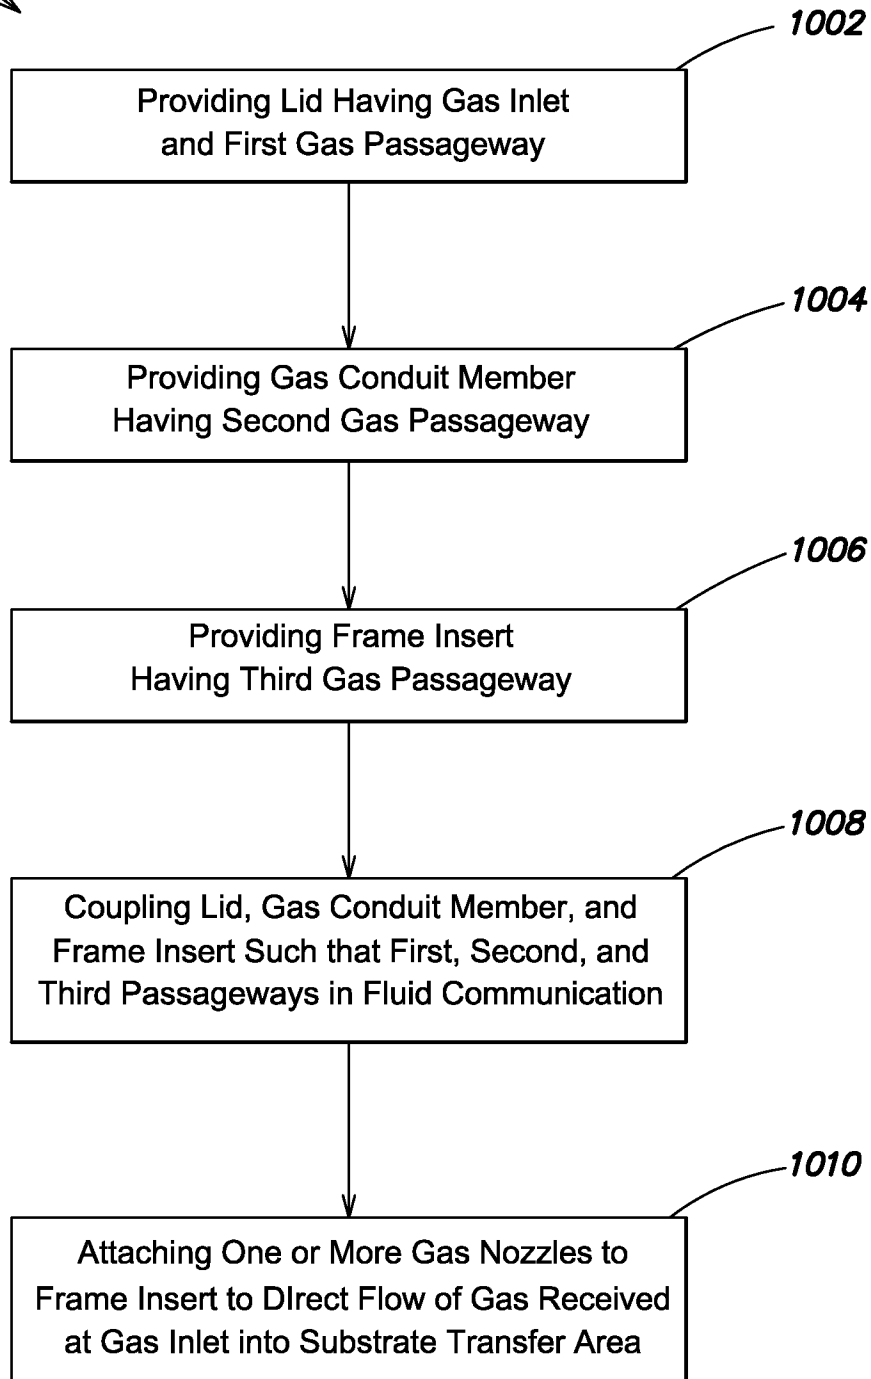 1002
Providing Lid Having Gas Inlet
and First Gas Passageway
1004
Providing Gas Conduit Member
Having Second Gas Passageway
1006
Providing Frame Insert
Having Third Gas Passageway
1008
Coupling Lid, Gas Conduit Member, and
Frame Insert Such that First, Second, and
Third Passageways in Fluid Communication
1010
Attaching One or More Gas Nozzles to
Frame Insert to DIrect Flow of Gas Received
at Gas Inlet into Substrate Transfer Area